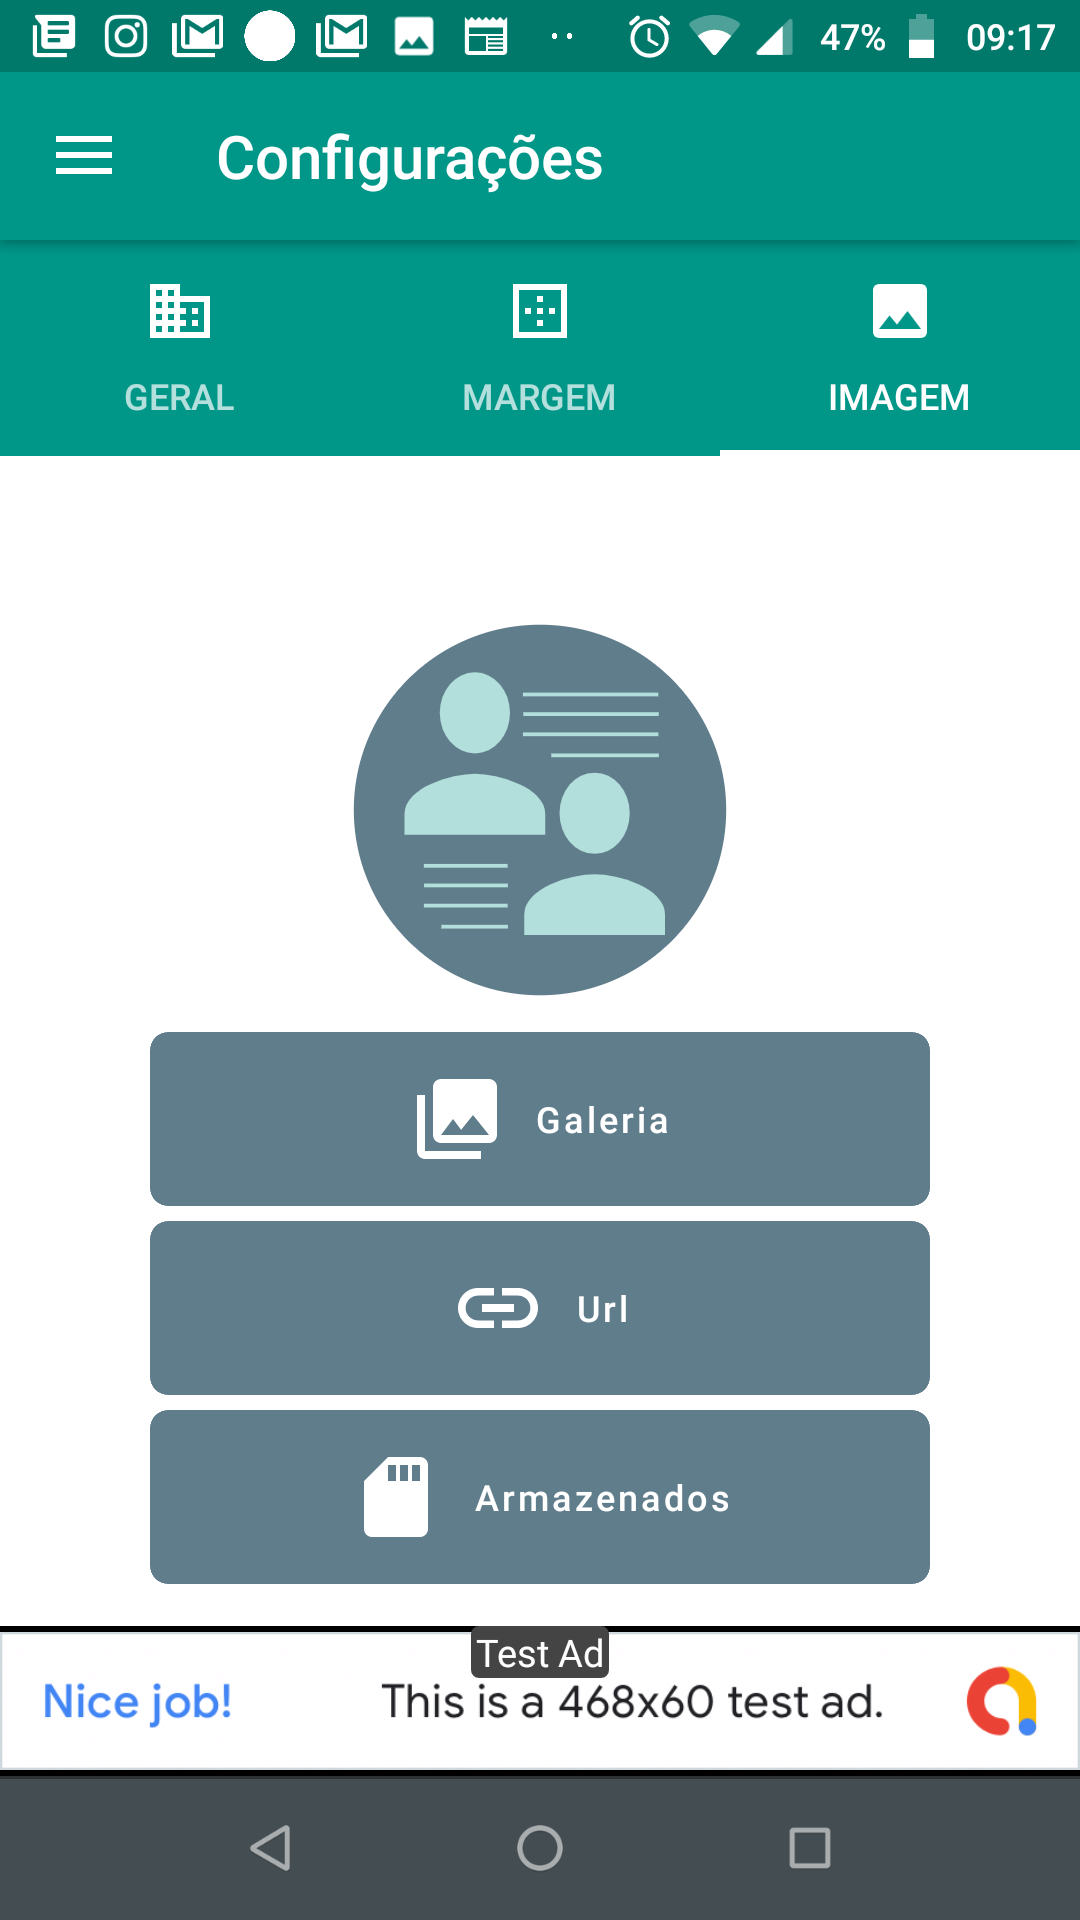 47% 09:17
Configurações
GERAL MARGEM IMAGEM
Galeria
Url
Armazenados
Test Ad
Nice job! This is a 468x60 test ad.